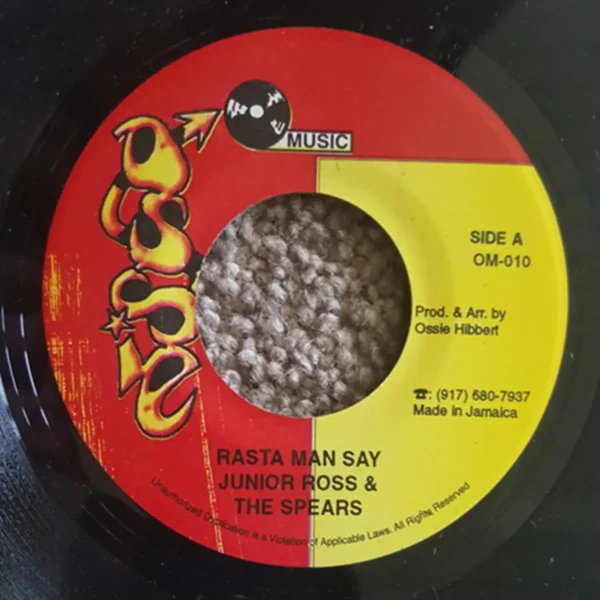 MUSIC
SIDE A
OM-010
Prod. & Arr. by
Ossie Hibbert
☎: (917) 680-7937
Made in Jamaica
RASTA MAN SAY
JUNIOR ROSS &
THE SPEARS
Unauthorized Duplication is a Violation of Applicable Laws. All Rights Reserved